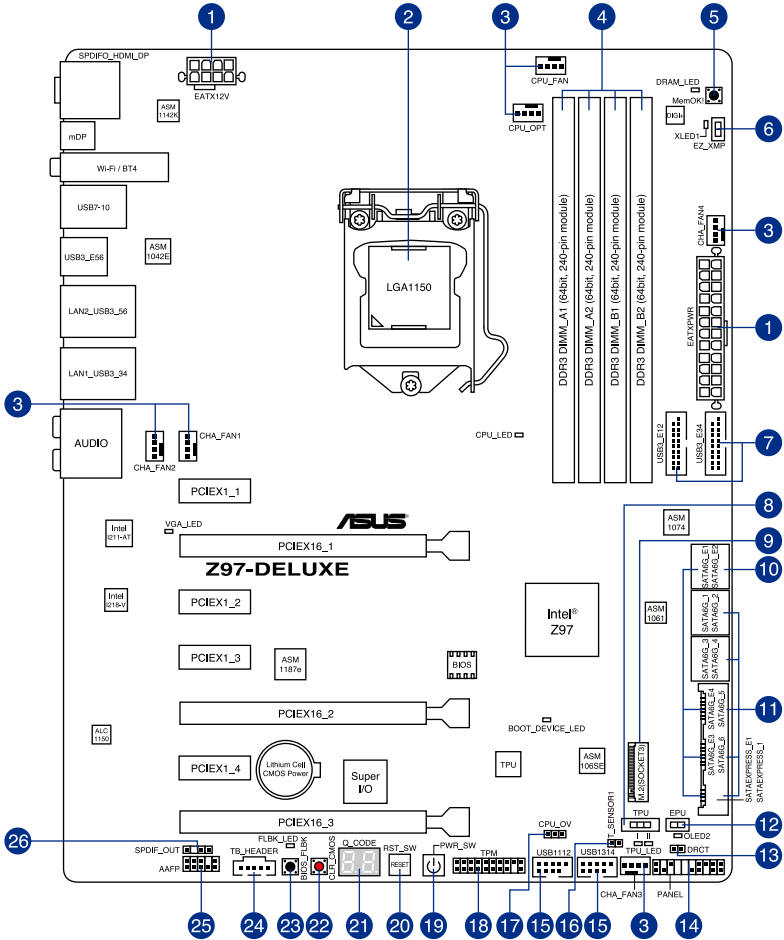 1
2
3
4
5
SPDIFO_HDMI_DP
EATX12V
ASM
1142K
CPU_FAN
CPU_OPT
DRAM_LED
MemOK!
DIGI+
XLED1
EZ_XMP
6
mDP
Wi-Fi / BT4
USB7-10
ASM
1042E
USB3_E56
LAN2_USB3_56
LAN1_USB3_34
AUDIO
LGA1150
DDR3 DIMM_A1 (64bit, 240-pin module)
DDR3 DIMM_A2 (64bit, 240-pin module)
DDR3 DIMM_B1 (64bit, 240-pin module)
DDR3 DIMM_B2 (64bit, 240-pin module)
CHA_FAN4
3
EATXPWR
1
3
CHA_FAN1
CHA_FAN2
CPU_LED
USB3_E12
USB3_E34
7
PCIEX1_1
8
Intel
I211-AT
VGA_LED
ASUS
PCIEX16_1
Z97-DELUXE
ASM
1074
9
SATA6G_E1
SATA6G_E2
10
Intel
I218-V
PCIEX1_2
Intel®
Z97
ASM
1061
SATA6G_1
SATA6G_2
PCIEX1_3
ASM
1187e
BIOS
SATA6G_3
SATA6G_4
ALC
1150
PCIEX16_2
BOOT_DEVICE_LED
SATA6G_E4
SATA6G_5
11
SATA6G_E3
SATA6G_6
SATAEXPRESS_E1
SATAEXPRESS_1
PCIEX1_4
Lithium Cell
CMOS Power
Super
I/O
TPU
ASM
106SE
M.2(SOCKET3)
PCIEX16_3
T_SENSOR1
TPU
EPU
12
I II
OLED2
26
SPDIF_OUT
FLBK_LED
TB_HEADER
BIOS_FLBK
CLR_CMOS
Q_CODE
88
RST_SW
RESET
PWR_SW
TPM
CPU_OV
USB1112
USB1314
TPU_LED
DRCT
13
AAFP
CHA_FAN3
PANEL
25
24
23
22
21
20
19
18
17
15
16
15
3
14